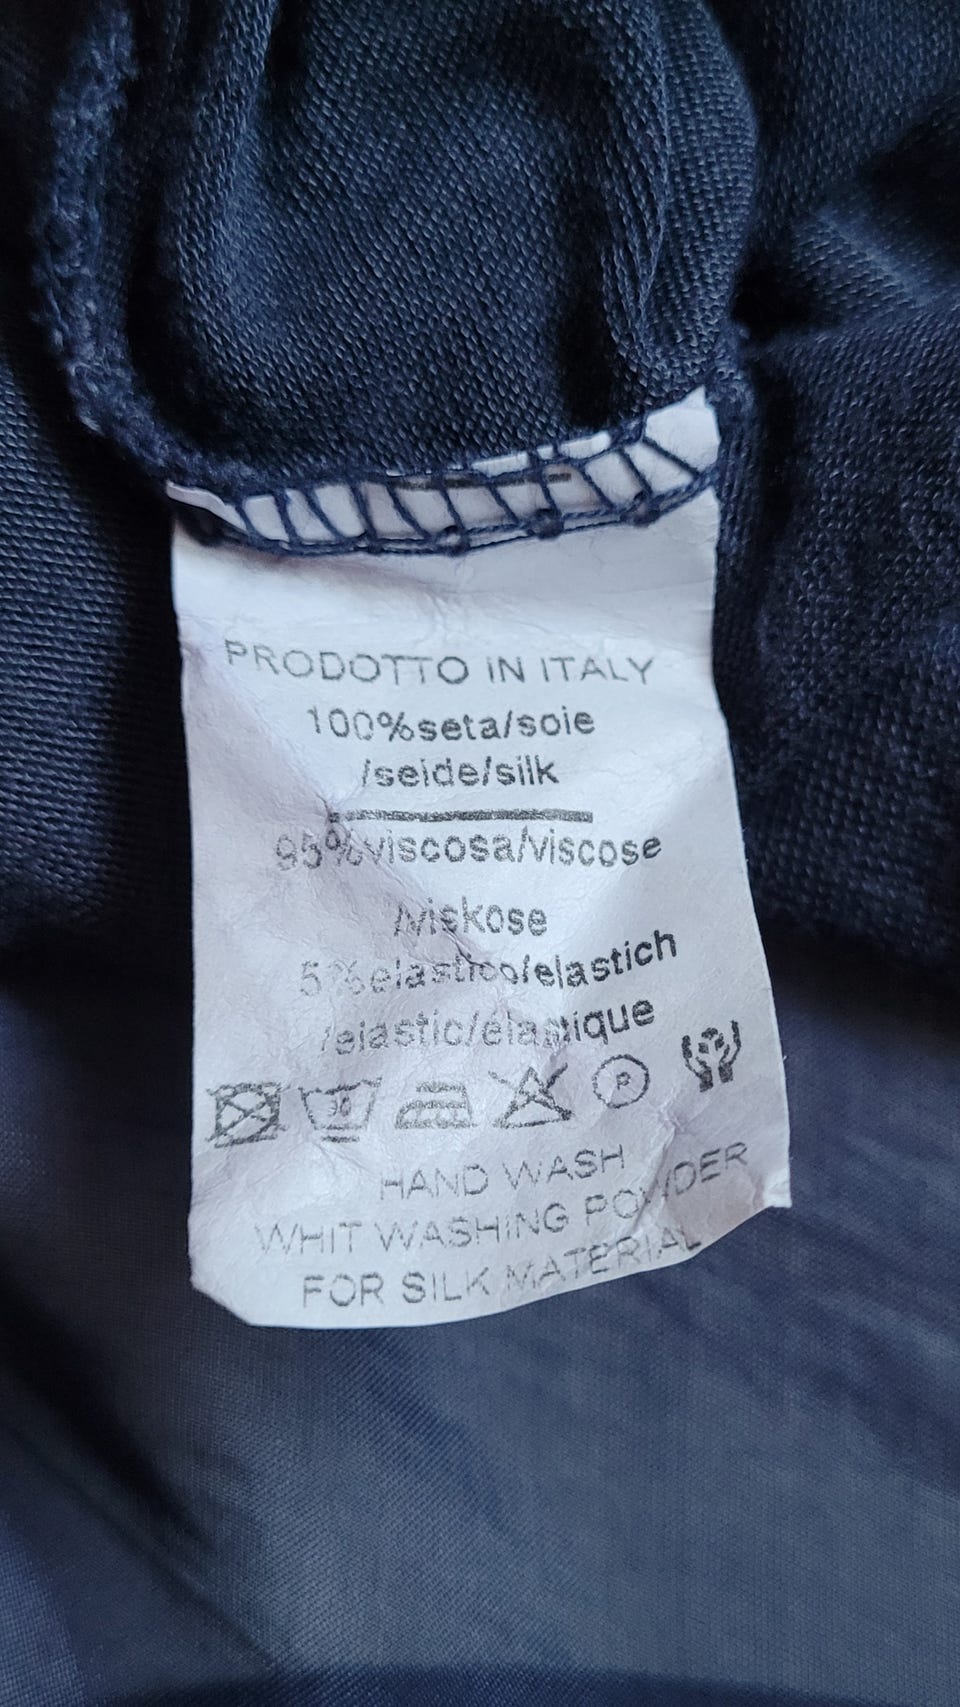 PRODOTTO IN ITALY
100%seta/soie
/seide/silk
95%viscosa/viscose
/viskose
5%elastico/elastich
/elastic/elastique
30
P
HAND WASH
WHIT WASHING POWDER
FOR SILK MATERIAL